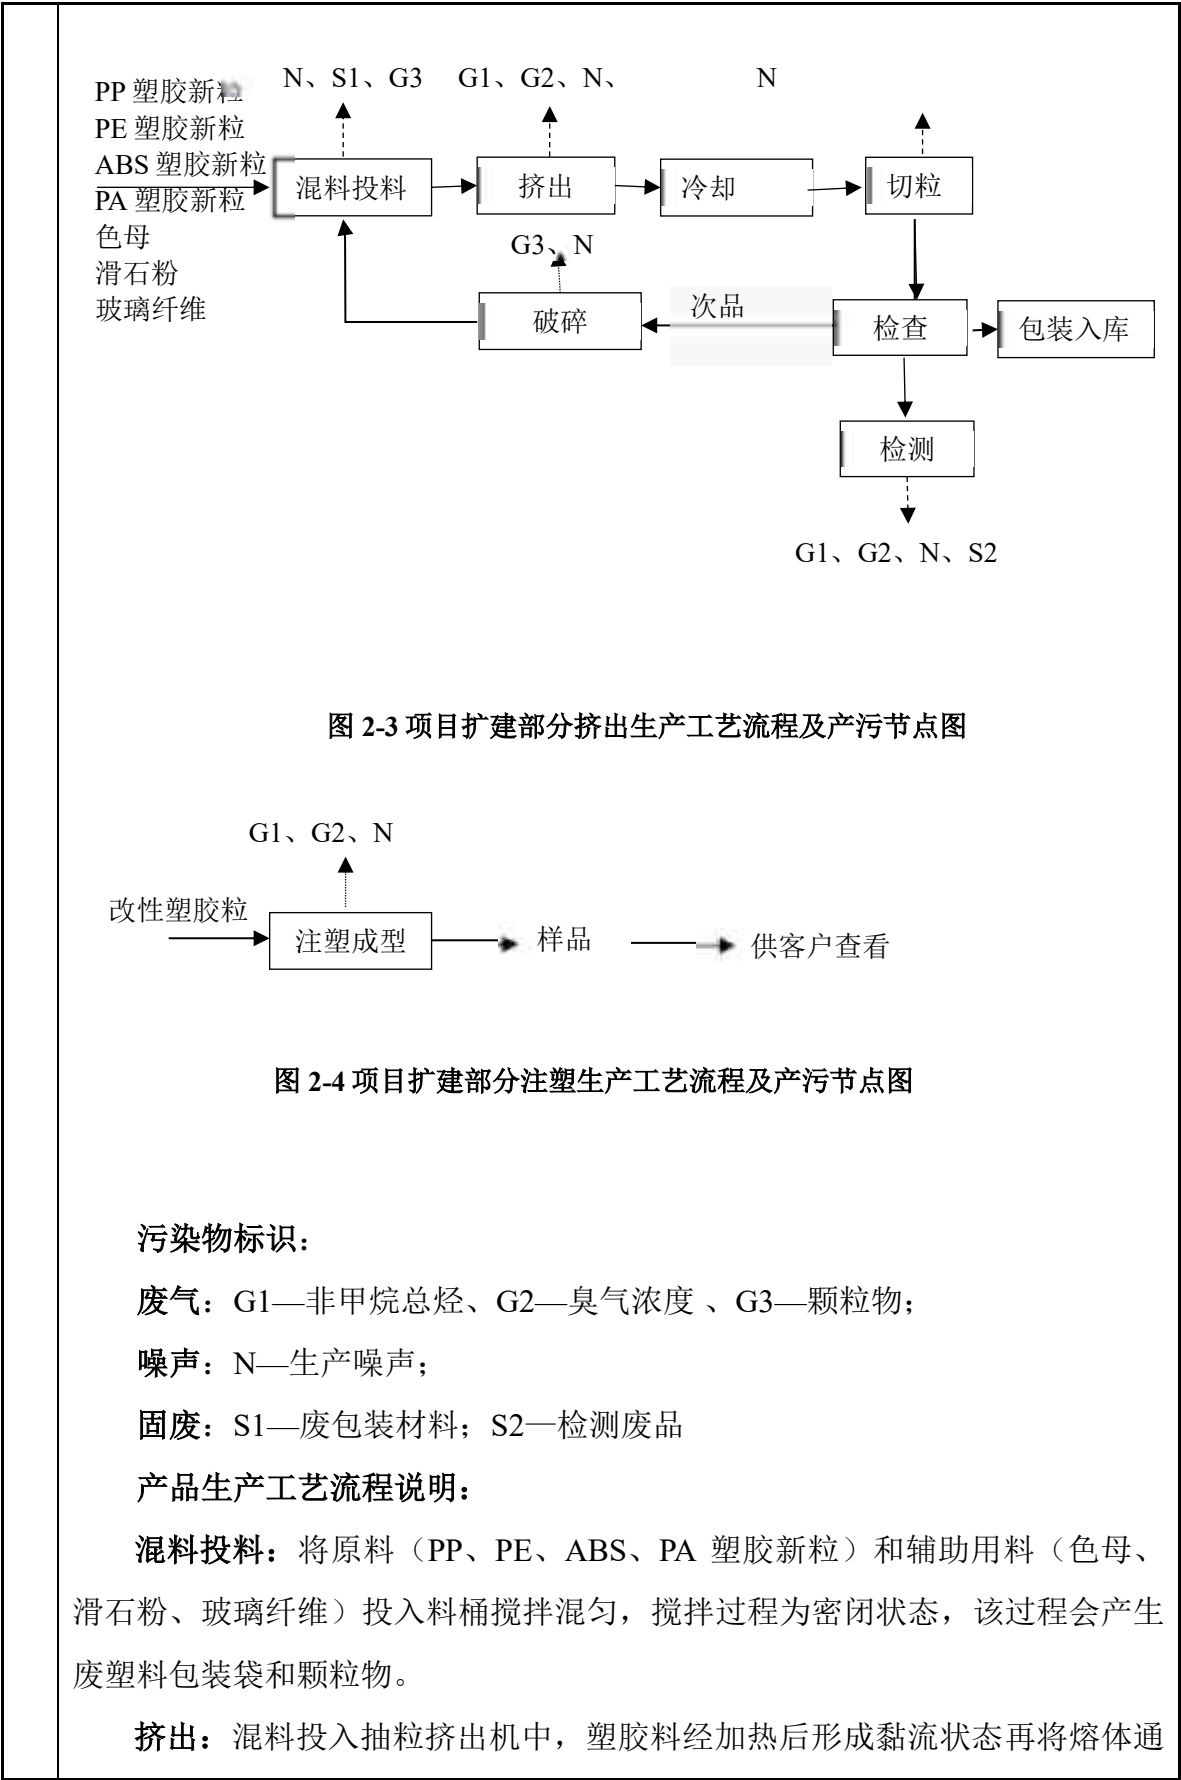 N、S1、G3 G1、G2、N、 N
PP 塑胶新粒
PE 塑胶新粒
ABS 塑胶新粒
PA 塑胶新粒
色母
滑石粉
玻璃纤维
混料投料 挤出 冷却 切粒
G3、N
破碎 次品 检查 包装入库
检测
G1、G2、N、S2
图 2-3 项目扩建部分挤出生产工艺流程及产污节点图
G1、G2、N
改性塑胶粒 注塑成型 样品 供客户查看
图 2-4 项目扩建部分注塑生产工艺流程及产污节点图
污染物标识：
废气：G1—非甲烷总烃、G2—臭气浓度 、G3—颗粒物；
噪声：N—生产噪声；
固废：S1—废包装材料；S2—检测废品
产品生产工艺流程说明：
混料投料：将原料（PP、PE、ABS、PA 塑胶新粒）和辅助用料（色母、
滑石粉、玻璃纤维）投入料桶搅拌混匀，搅拌过程为密闭状态，该过程会产生
废塑料包装袋和颗粒物。
挤出：混料投入抽粒挤出机中，塑胶料经加热后形成黏流状态再将熔体通